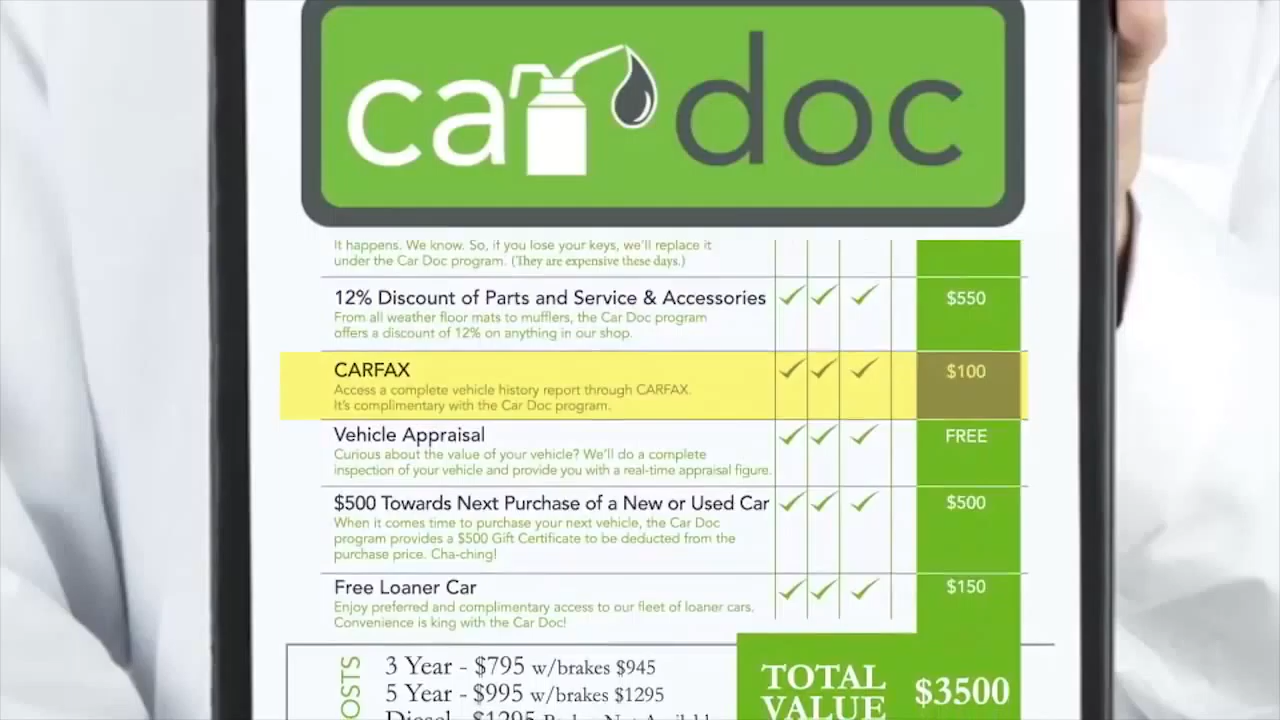 car doc
It happens. We know. So, if you lose your keys, we'll replace it
under the Car Doc program. (They are expensive these days.)
12% Discount of Parts and Service & Accessories
$550
From all weather floor mats to mufflers, the Car Doc program
offers a discount of 12% on anything in our shop.
CARFAX
$100
Access a complete vehicle history report through CARFAX.
It's complimentary with the Car Doc program.
Vehicle Appraisal
FREE
Curious about the value of your vehicle? We'll do a complete
inspection of your vehicle and provide you with a real-time appraisal figure.
$500 Towards Next Purchase of a New or Used Car
$500
When it comes time to purchase your next vehicle, the Car Doc
program provides a $500 Gift Certificate to be deducted from the
purchase price. Cha-ching!
Free Loaner Car
$150
Enjoy preferred and complimentary access to our fleet of loaner cars.
Convenience is king with the Car Doc!
3 Year - $795 w/brakes $945
5 Year - $995 w/brakes $1295
TOTAL
VALUE
$3500